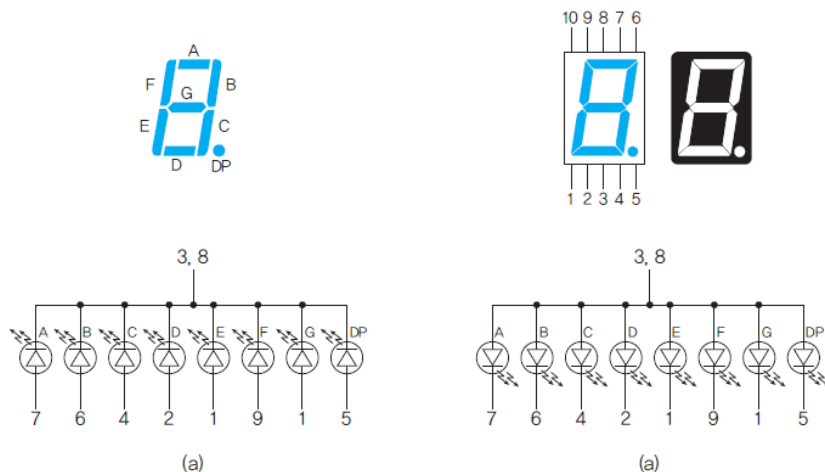 A
F
B
G
E
C
D
DP
10 9 8 7 6
1 2 3 4 5
3, 8
A B C D E F G DP
7 6 4 2 1 9 1 5
(a)
3, 8
A B C D E F G DP
7 6 4 2 1 9 1 5
(a)